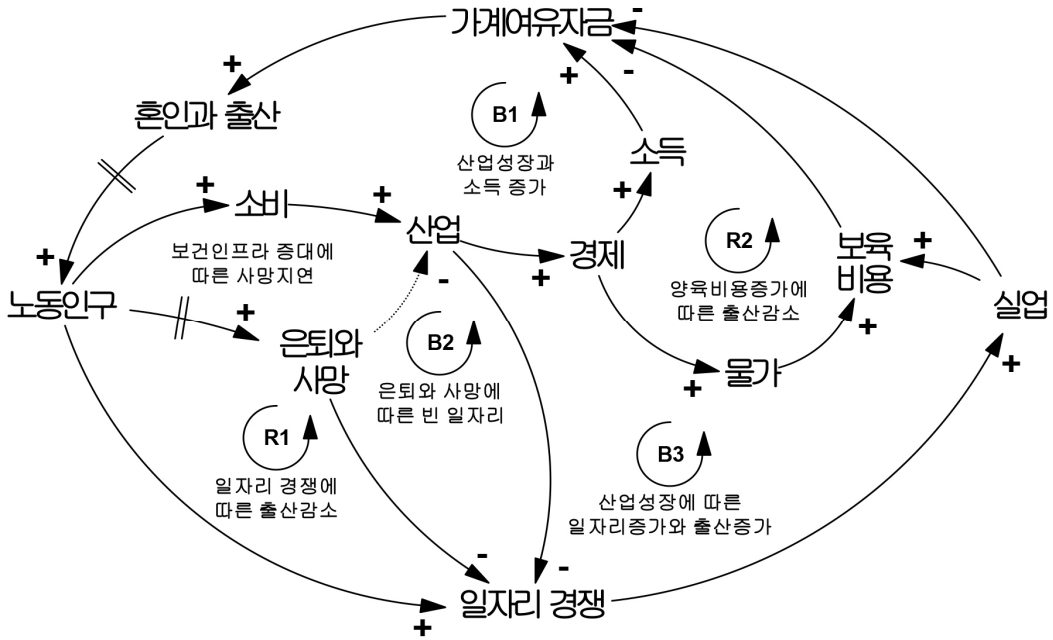 가계여유자금
-
+
+
-
혼인과 출산
B1
산업성장과
소득 증가
소득
+
+
소비
+
산업
+
보건인프라 증대에
따른 사망지연
경제
+
R2
양육비용증가에
따른 출산감소
보육
비용
+
+
실업
+
노동인구
+
은퇴와
사망
-
B2
은퇴와 사망에
따른 빈 일자리
물가
+
R1
일자리 경쟁에
따른 출산감소
B3
산업성장에 따른
일자리증가와 출산증가
-
-
일자리 경쟁
+